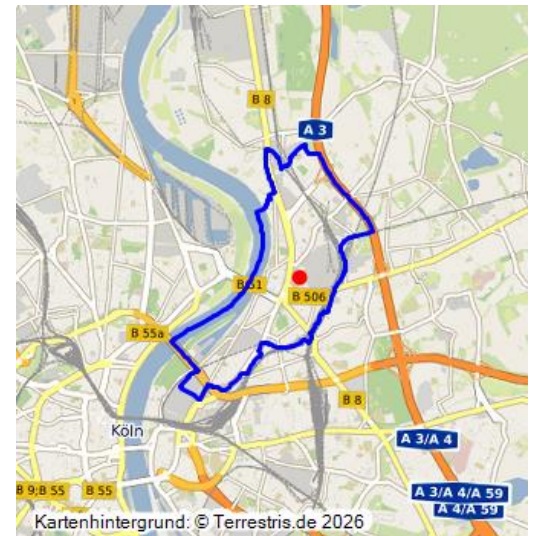 B 8
A 3
B 51
B 506
B 55a
B 8
Köln
A 3/A 4
B 9;B 55
B 55
A 3/A 4/A 59
A 4/A 59
Kartenhintergrund: © Terrestris.de 2026